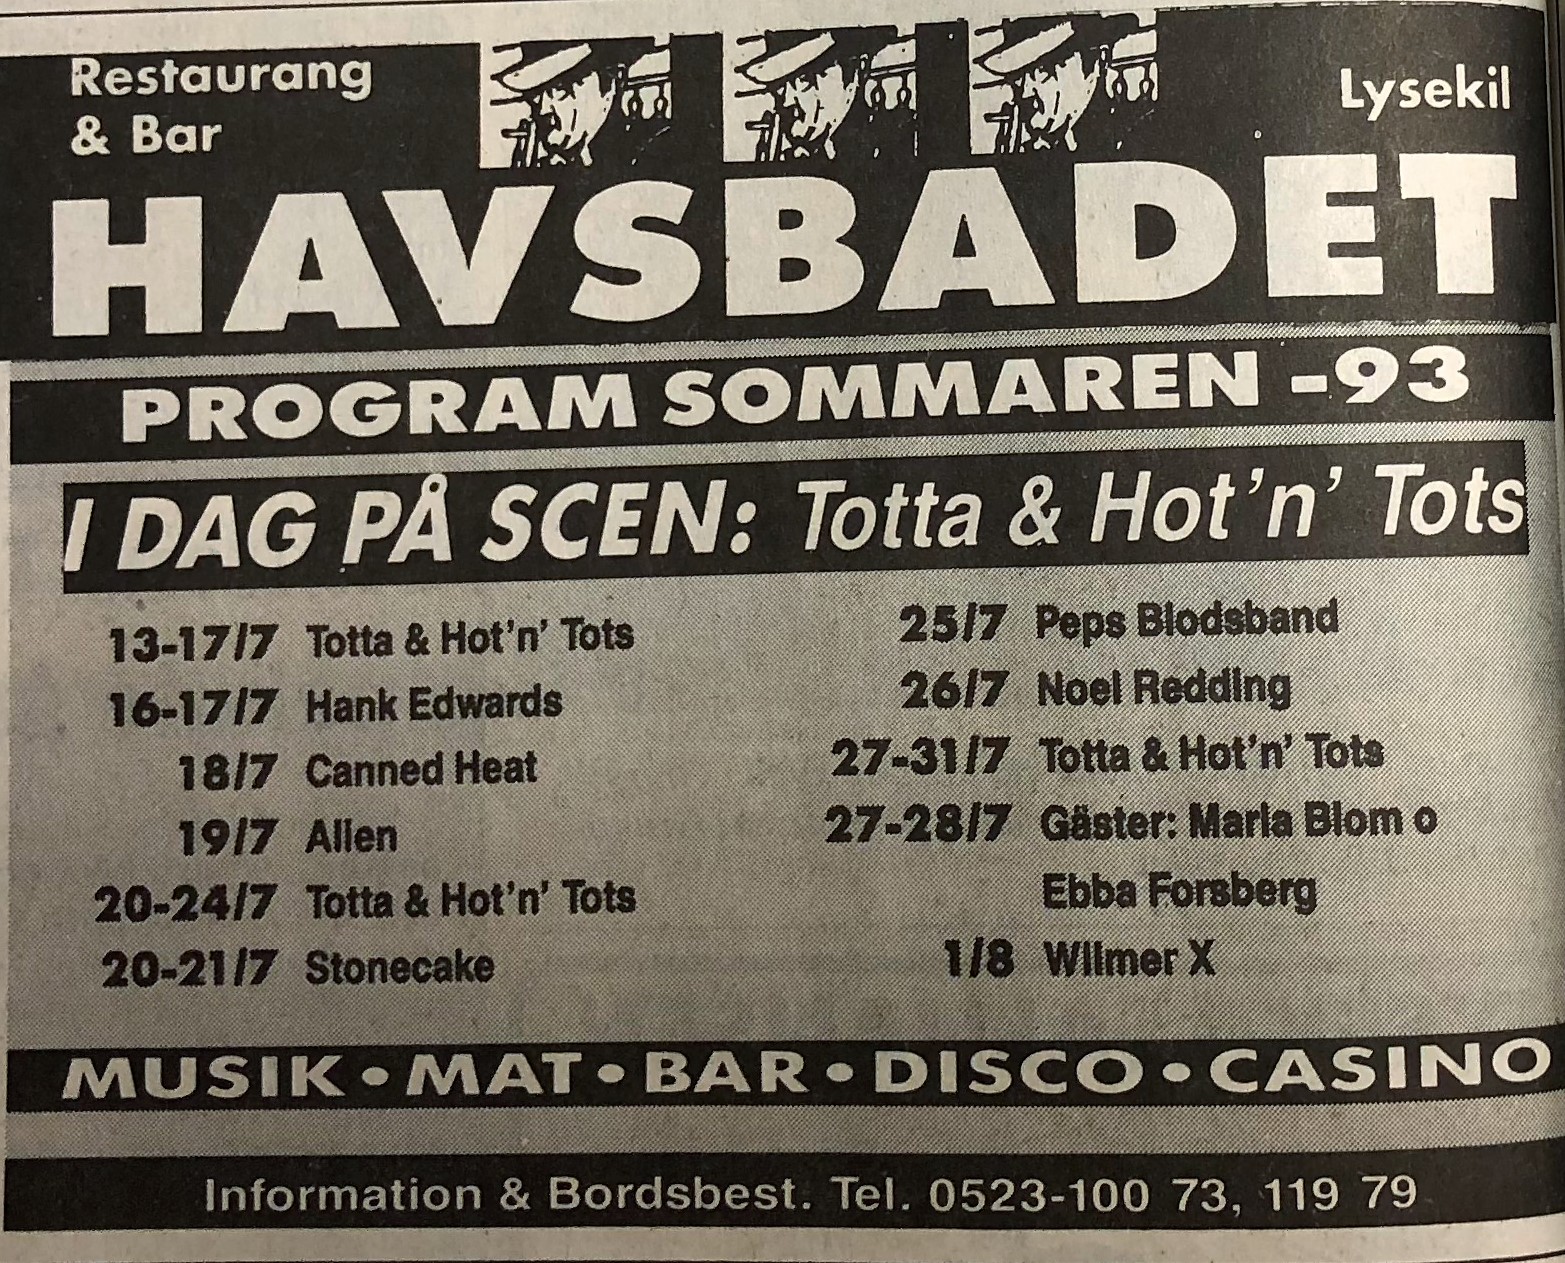 Restaurang
& Bar
Lysekil
HAVSBADET
PROGRAM SOMMAREN -93
I DAG PÅ SCEN: Totta & Hot'n' Tots
13-17/7 Totta & Hot'n' Tots
16-17/7 Hank Edwards
18/7 Canned Heat
19/7 Alien
20-24/7 Totta & Hot'n' Tots
20-21/7 Stonecake
25/7 Peps Blodsband
26/7 Noel Redding
27-31/7 Totta & Hot'n' Tots
27-28/7 Gäster: Maria Blom o
Ebba Forsberg
1/8 Wilmer X
MUSIK • MAT • BAR • DISCO • CASINO
Information & Bordsbest. Tel. 0523-100 73, 119 79